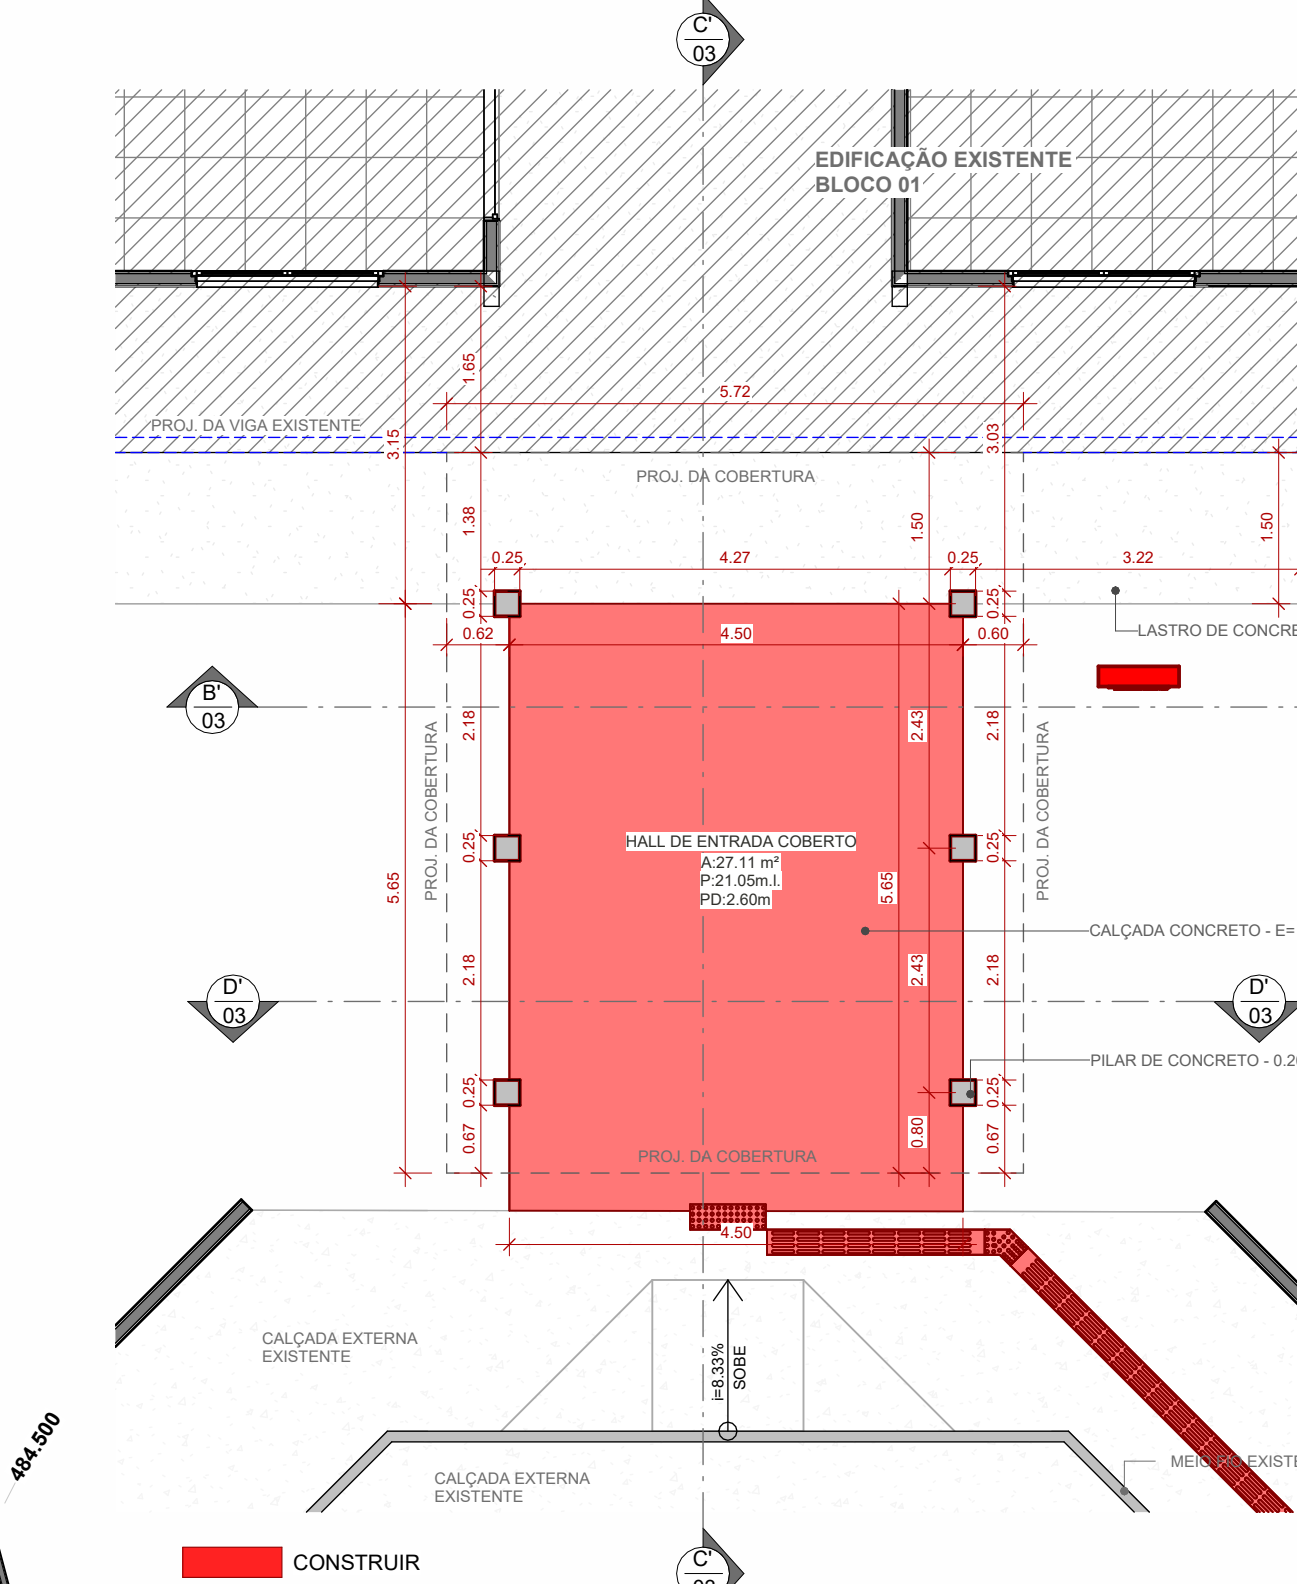 C'
03
EDIFICAÇÃO EXISTENTE
BLOCO 01
1.65
5.72
PROJ. DA VIGA EXISTENTE
3.15
3.03
PROJ. DA COBERTURA
1.38
1.50
1.50
0.25
4.27
0.25
3.22
0.25
0.25
LASTRO DE CONCRE
0.62
4.50
0.60
B'
03
2.18
2.43
2.18
PROJ. DA COBERTURA
PROJ. DA COBERTURA
HALL DE ENTRADA COBERTO
A:27.11 m²
P:21.05m.l.
PD:2.60m
0.25
0.25
5.65
5.65
CALÇADA CONCRETO - E=
2.18
2.43
2.18
D'
03
D'
03
PILAR DE CONCRETO - 0.20
0.25
0.25
0.67
0.80
0.67
PROJ. DA COBERTURA
4.50
CALÇADA EXTERNA
EXISTENTE
i=8.33%
SOBE
484.500
CALÇADA EXTERNA
EXISTENTE
MEIO FIO EXISTE
CONSTRUIR
C'
03